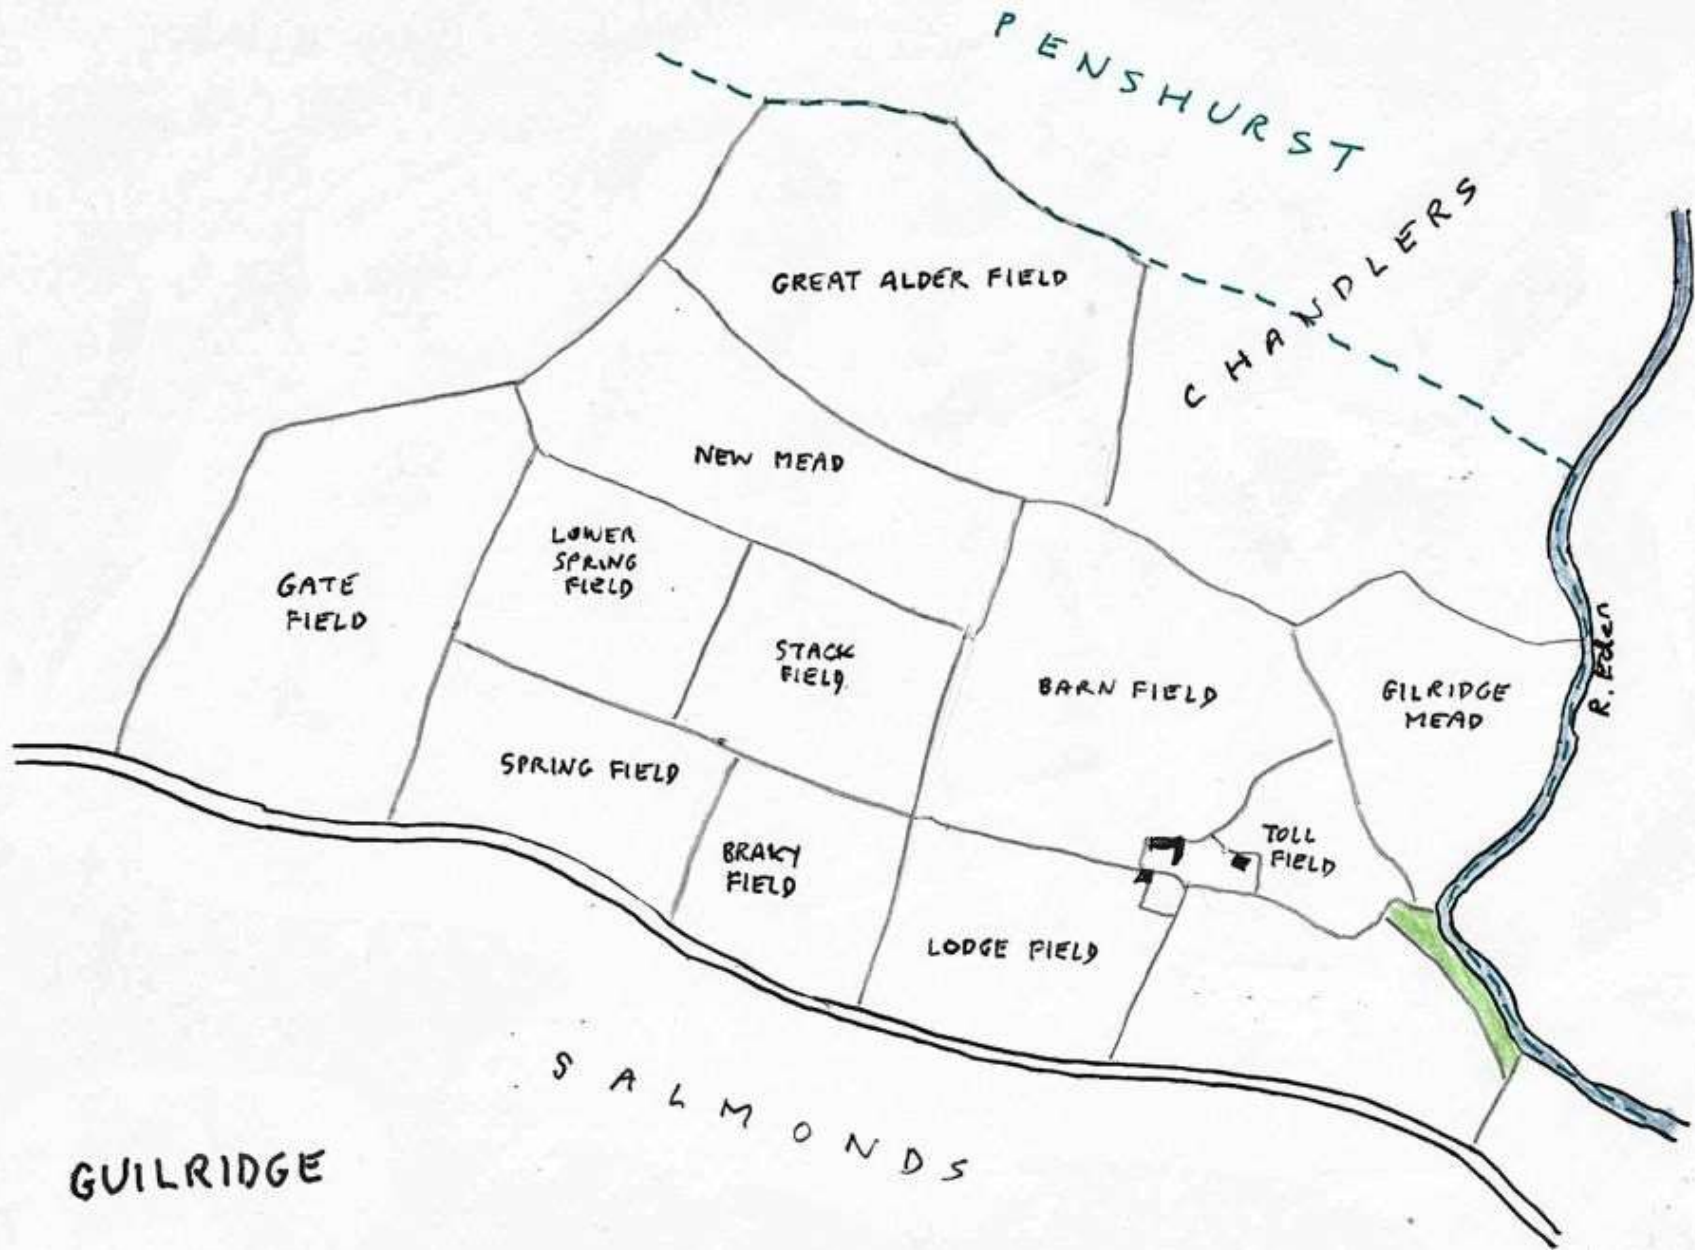 PENSHURST
CHANDLERS
GREAT ALDER FIELD
NEW MEAD
LOWER
SPRING
FIELD
GATE
FIELD
STACK
FIELD
BARN FIELD
GILRIDGE
MEAD
R. Eden
SPRING FIELD
BRAKY
FIELD
TOLL
FIELD
LODGE FIELD
SALMONDS
GUILRIDGE